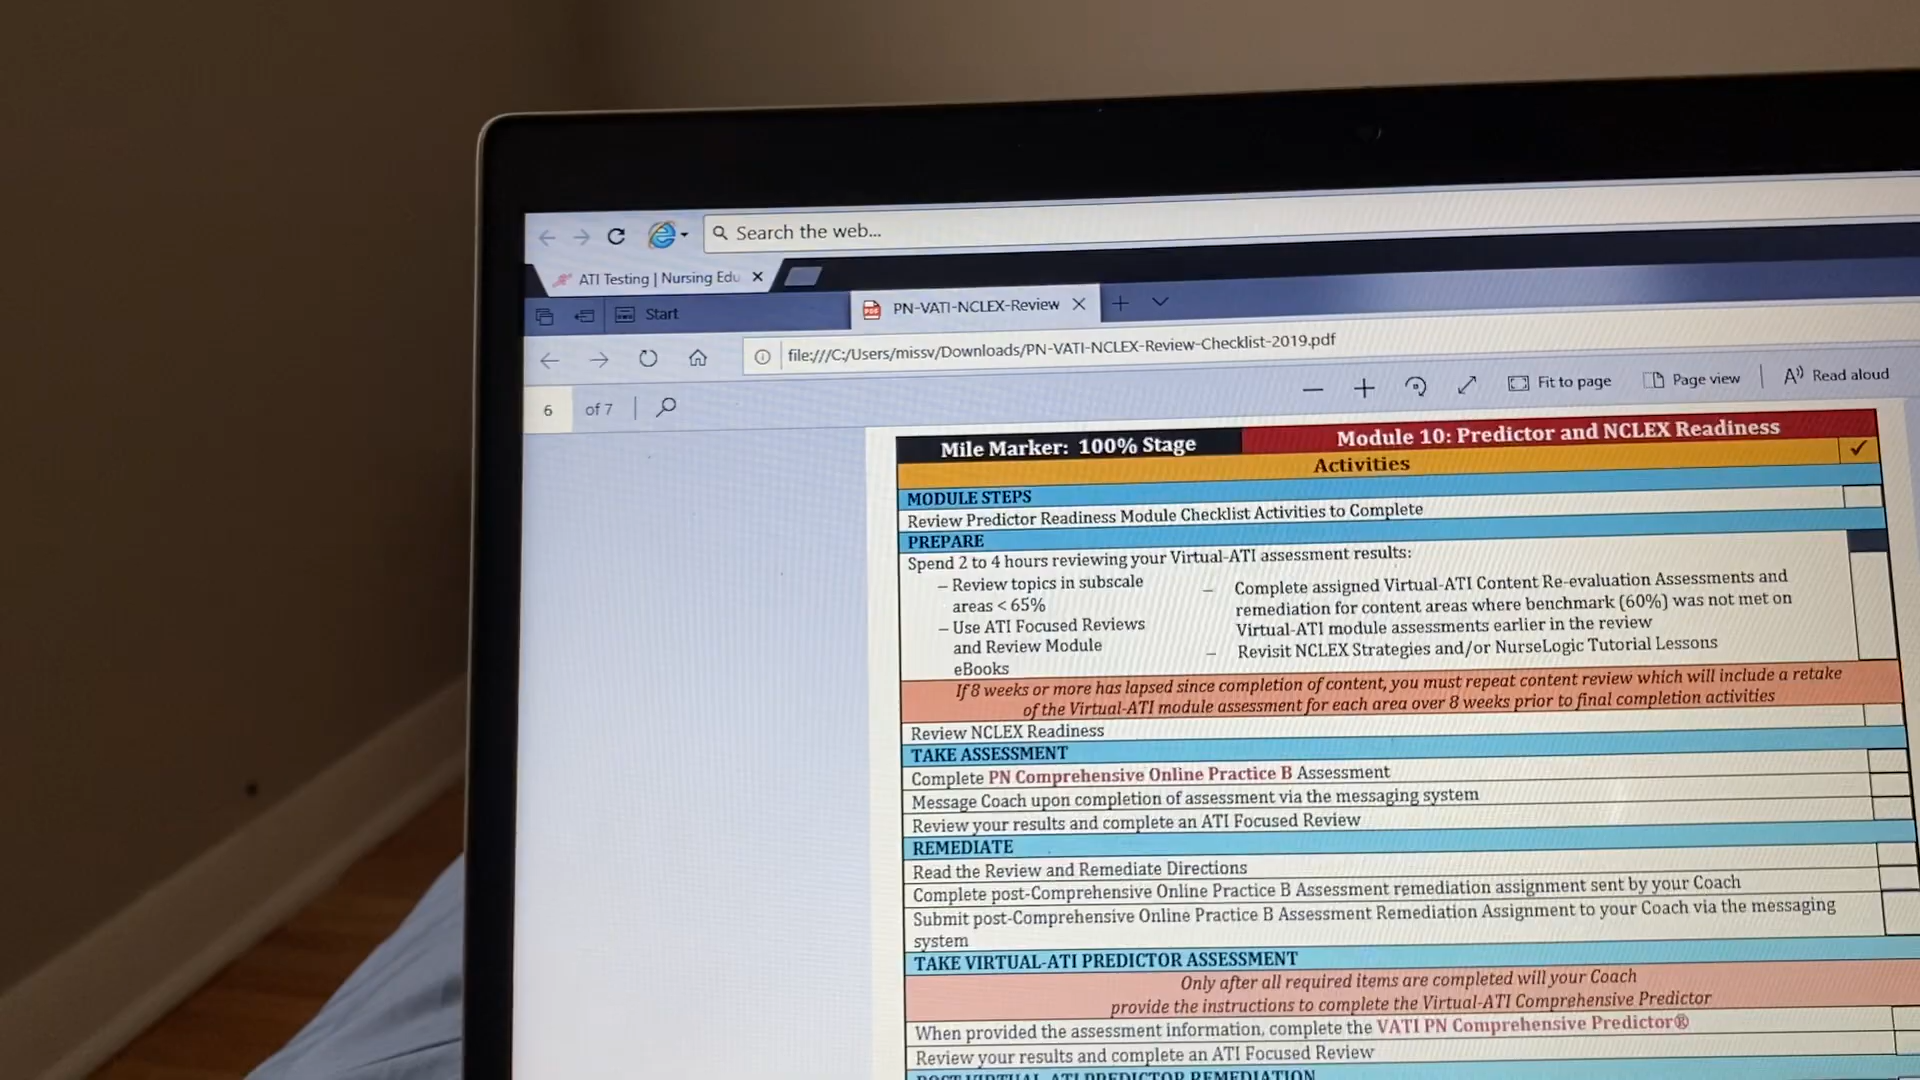 Search the web...
ATI Testing | Nursing Edu
Start
PN-VATI-NCLEX-Review
file:///C:/Users/missv/Downloads/PN-VATI-NCLEX-Review-Checklist-2019.pdf
6 of 7
Fit to page
Page view
Read aloud
Mile Marker: 100% Stage
Module 10: Predictor and NCLEX Readiness
Activities ✓
MODULE STEPS
Review Predictor Readiness Module Checklist Activities to Complete
PREPARE
Spend 2 to 4 hours reviewing your Virtual-ATI assessment results:
– Review topics in subscale
areas < 65%
– Use ATI Focused Reviews
and Review Module
eBooks
– Complete assigned Virtual-ATI Content Re-evaluation Assessments and
remediation for content areas where benchmark (60%) was not met on
Virtual-ATI module assessments earlier in the review
– Revisit NCLEX Strategies and/or NurseLogic Tutorial Lessons
If 8 weeks or more has lapsed since completion of content, you must repeat content review which will include a retake
of the Virtual-ATI module assessment for each area over 8 weeks prior to final completion activities
Review NCLEX Readiness
TAKE ASSESSMENT
Complete PN Comprehensive Online Practice B Assessment
Message Coach upon completion of assessment via the messaging system
Review your results and complete an ATI Focused Review
REMEDIATE
Read the Review and Remediate Directions
Complete post-Comprehensive Online Practice B Assessment remediation assignment sent by your Coach
Submit post-Comprehensive Online Practice B Assessment Remediation Assignment to your Coach via the messaging
system
TAKE VIRTUAL-ATI PREDICTOR ASSESSMENT
Only after all required items are completed will your Coach
provide the instructions to complete the Virtual-ATI Comprehensive Predictor
When provided the assessment information, complete the VATI PN Comprehensive Predictor®
Review your results and complete an ATI Focused Review
POST VIRTUAL-ATI PREDICTOR REMEDIATION